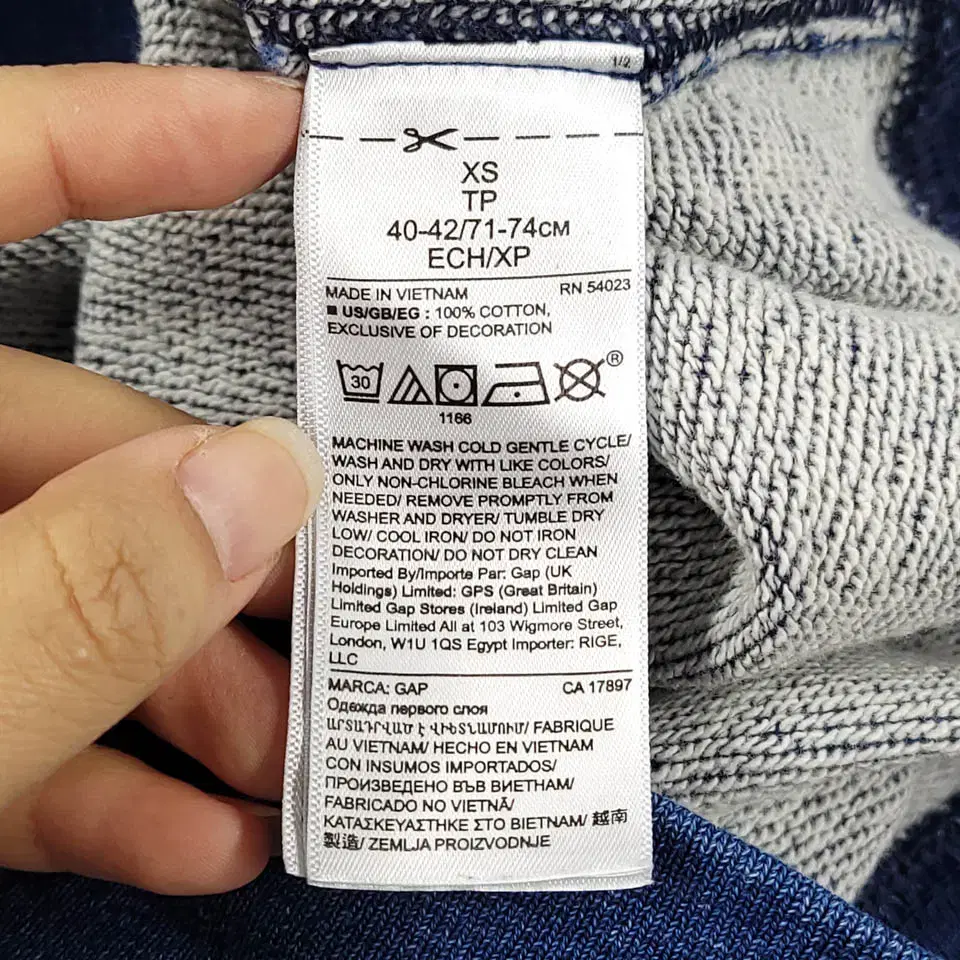 1/2
XS
TP
40-42/71-74CM
ECH/XP
MADE IN VIETNAM RN 54023
■ US/GB/EG : 100% COTTON,
EXCLUSIVE OF DECORATION
30 ®
1166
MACHINE WASH COLD GENTLE CYCLE/
WASH AND DRY WITH LIKE COLORS/
ONLY NON-CHLORINE BLEACH WHEN
NEEDED/ REMOVE PROMPTLY FROM
WASHER AND DRYER/ TUMBLE DRY
LOW/ COOL IRON/ DO NOT IRON
DECORATION/ DO NOT DRY CLEAN
Imported By/Importe Par: Gap (UK
Holdings) Limited: GPS (Great Britain)
Limited Gap Stores (Ireland) Limited Gap
Europe Limited All at 103 Wigmore Street,
London, W1U 1QS Egypt Importer: RIGE,
LLC
MARCA: GAP CA 17897
Одежда первого слоя
ԱՐՏԱԴՐՎԱԾ Է ՎԻԵՏՆԱՄՈՒՄ/ FABRIQUE
AU VIETNAM/ HECHO EN VIETNAM
CON INSUMOS IMPORTADOS/
ПРОИЗВЕДЕНО ВЪВ ВИЕТНАМ/
FABRICADO NO VIETNÃ/
ΚΑΤΑΣΚΕΥΑΣΤΗΚΕ ΣΤΟ ΒΙΕΤΝΑΜ/ 越南
製造/ ZEMLJA PROIZVODNJE